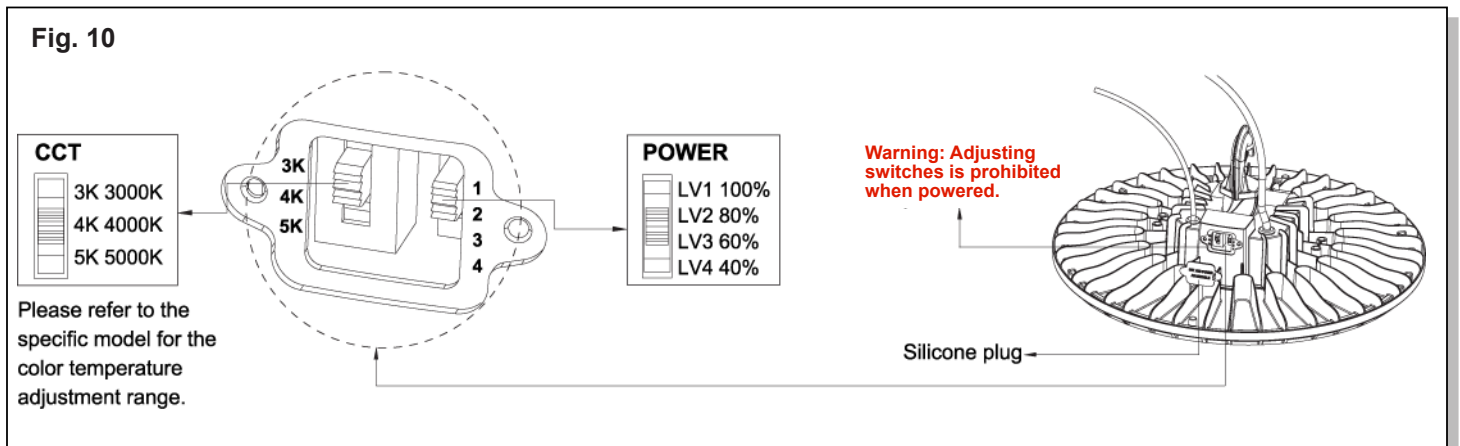 Fig. 10
CCT
3K 3000K
4K 4000K
5K 5000K
Please refer to the
specific model for the
color temperature
adjustment range.
3K
4K
5K
1
2
3
4
POWER
LV1 100%
LV2 80%
LV3 60%
LV4 40%
Warning: Adjusting
switches is prohibited
when powered.
Silicone plug